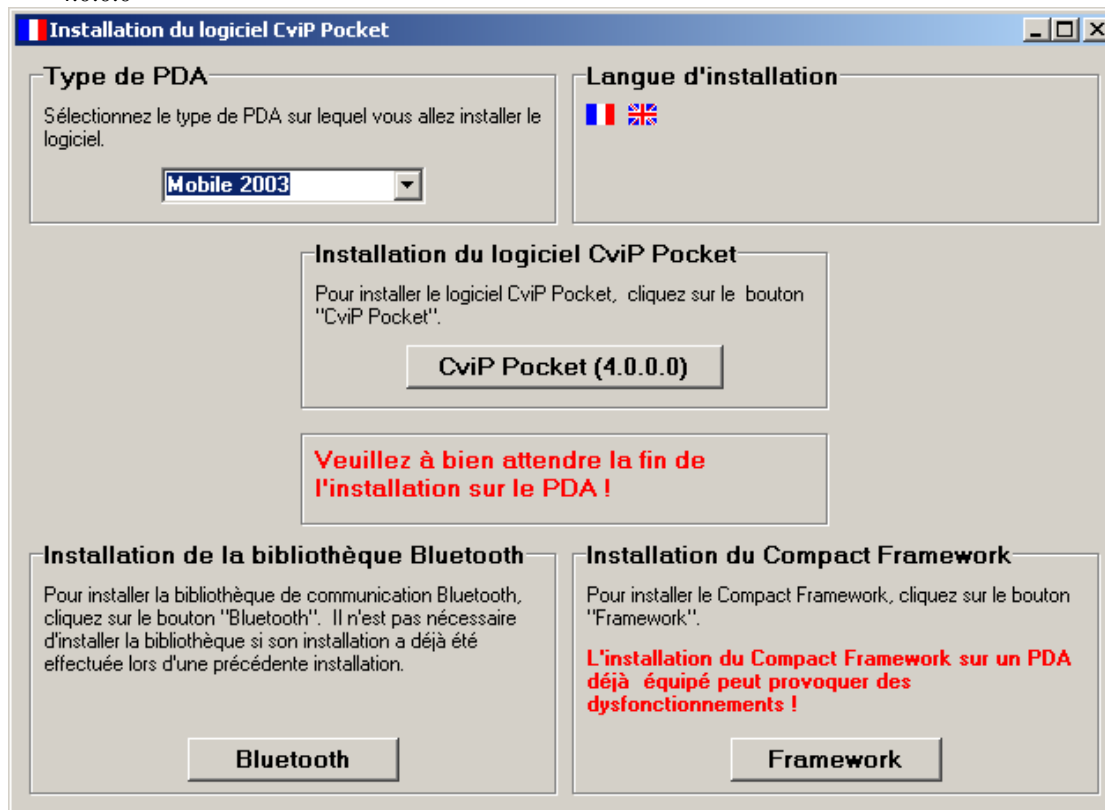 Installation du logiciel CviP Pocket
Type de PDA
Sélectionnez le type de PDA sur lequel vous allez installer le
logiciel.
Mobile 2003
Langue d'installation
Installation du logiciel CviP Pocket
Pour installer le logiciel CviP Pocket, cliquez sur le bouton
"CviP Pocket".
CviP Pocket (4.0.0.0)
Veuillez à bien attendre la fin de
l'installation sur le PDA !
Installation de la bibliothèque Bluetooth
Pour installer la bibliothèque de communication Bluetooth,
cliquez sur le bouton "Bluetooth". Il n'est pas nécessaire
d'installer la bibliothèque si son installation a déjà été
effectuée lors d'une précédente installation.
Bluetooth
Installation du Compact Framework
Pour installer le Compact Framework, cliquez sur le bouton
"Framework".
L'installation du Compact Framework sur un PDA
déjà équipé peut provoquer des
dysfonctionnements !
Framework